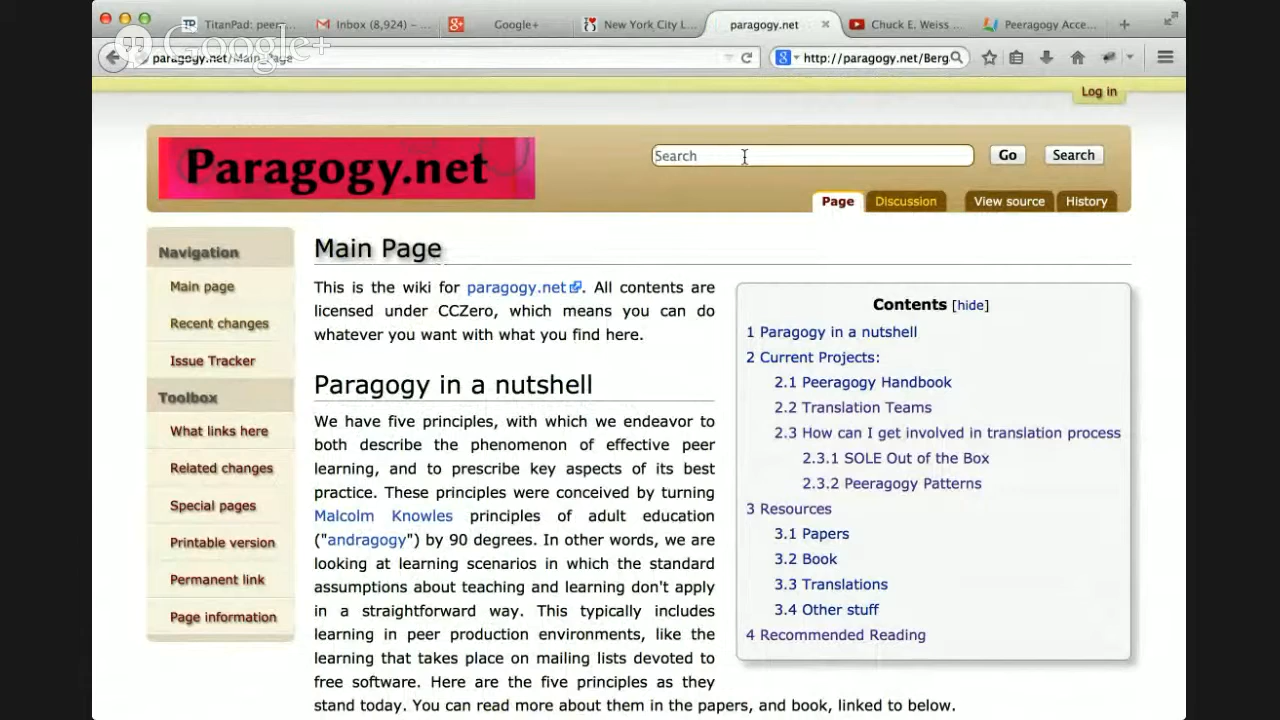 TitanPad: peer...
Inbox (8,924) – ...
Google+
New York City L...
paragogy.net
Chuck E. Weiss ...
Peeragogy Acce...
Google+
paragogy.net/Main_Page
http://paragogy.net/Berg
Log in
Paragogy.net
Search
Go
Search
Page
Discussion
View source
History
Navigation
Main page
Recent changes
Issue Tracker
Toolbox
What links here
Related changes
Special pages
Printable version
Permanent link
Page information
Main Page
This is the wiki for paragogy.net. All contents are
licensed under CCZero, which means you can do
whatever you want with what you find here.
Paragogy in a nutshell
We have five principles, with which we endeavor to
both describe the phenomenon of effective peer
learning, and to prescribe key aspects of its best
practice. These principles were conceived by turning
Malcolm Knowles principles of adult education
("andragogy") by 90 degrees. In other words, we are
looking at learning scenarios in which the standard
assumptions about teaching and learning don't apply
in a straightforward way. This typically includes
learning in peer production environments, like the
learning that takes place on mailing lists devoted to
free software. Here are the five principles as they
stand today. You can read more about them in the papers, and book, linked to below.
Contents [hide]
1 Paragogy in a nutshell
2 Current Projects:
2.1 Peeragogy Handbook
2.2 Translation Teams
2.3 How can I get involved in translation process
2.3.1 SOLE Out of the Box
2.3.2 Peeragogy Patterns
3 Resources
3.1 Papers
3.2 Book
3.3 Translations
3.4 Other stuff
4 Recommended Reading